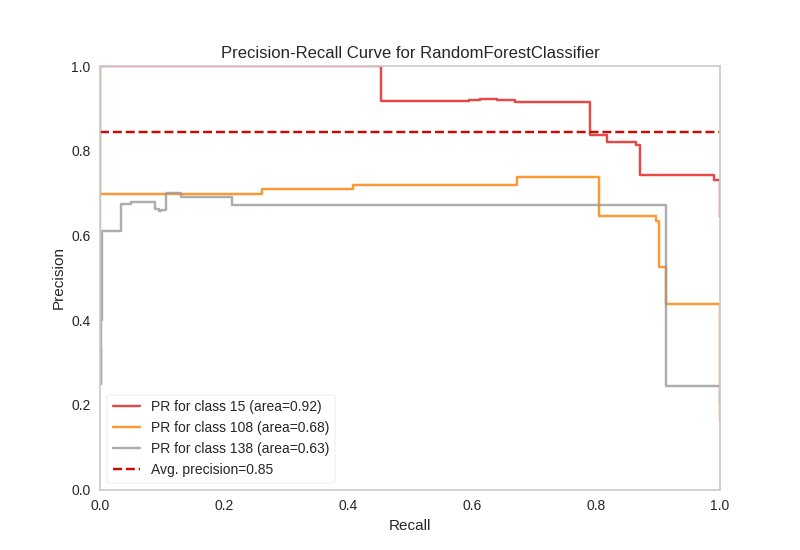 Precision-Recall Curve for RandomForestClassifier
1.0
0.8
0.6
0.4
0.2
0.0
Precision
PR for class 15 (area=0.92)
PR for class 108 (area=0.68)
PR for class 138 (area=0.63)
Avg. precision=0.85
0.0 0.2 0.4 0.6 0.8 1.0
Recall